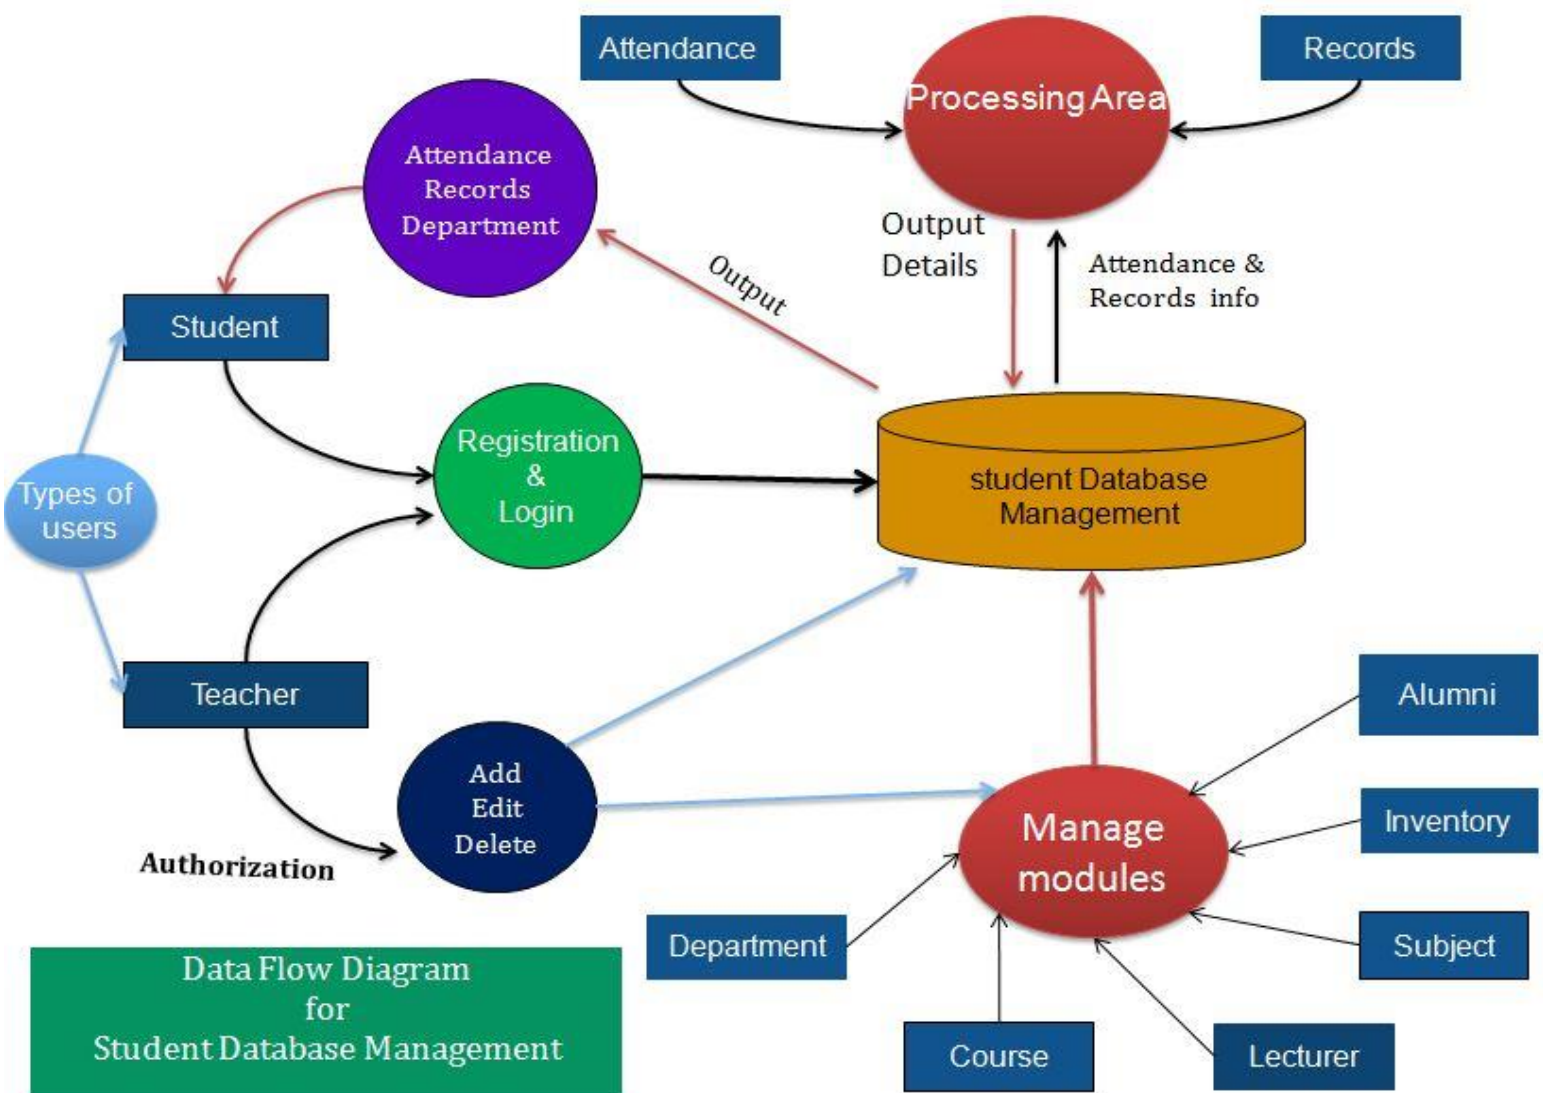 Attendance
Processing Area
Records
Attendance
Records
Department
Output
Details
Attendance &
Records info
Output
Student
Registration
&
Login
student Database
Management
Types of
users
Teacher
Alumni
Add
Edit
Delete
Authorization
Manage
modules
Inventory
Department
Subject
Data Flow Diagram
for
Student Database Management
Course
Lecturer